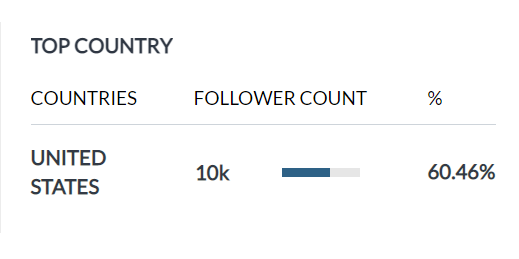 TOP COUNTRY
COUNTRIES FOLLOWER COUNT %
UNITED STATES 10k 60.46%